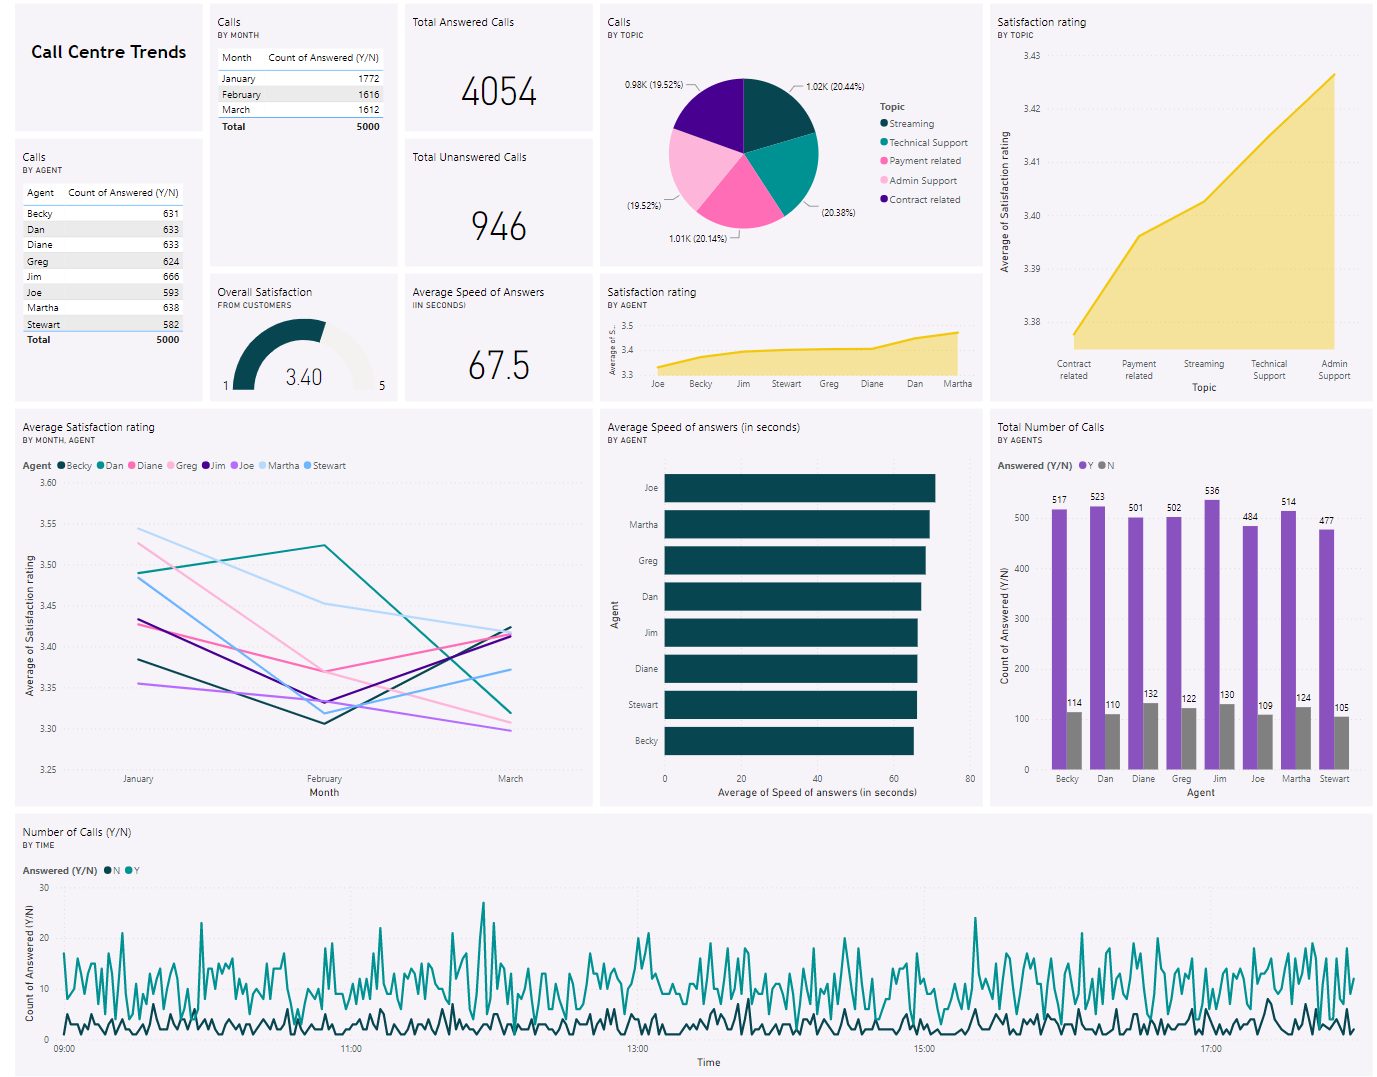 Call Centre Trends
Calls
BY MONTH
Month Count of Answered (Y/N)
January 1772
February 1616
March 1612
Total 5000
Total Answered Calls
4054
Total Unanswered Calls
946
Calls
BY TOPIC
0.98K (19.52%)
1.02K (20.44%)
(19.52%)
(20.38%)
1.01K (20.14%)
Topic
Streaming
Technical Support
Payment related
Admin Support
Contract related
Satisfaction rating
BY TOPIC
Average of Satisfaction rating
3.43
3.42
3.41
3.40
3.39
3.38
Contract related
Payment related
Streaming
Technical Support
Admin Support
Topic
Calls
BY AGENT
Agent Count of Answered (Y/N)
Becky 631
Dan 633
Diane 633
Greg 624
Jim 666
Joe 593
Martha 638
Stewart 582
Total 5000
Overall Satisfaction
FROM CUSTOMERS
1 3.40 5
Average Speed of Answers
(IN SECONDS)
67.5
Satisfaction rating
BY AGENT
Average of S...
3.5
3.4
3.3
Joe Becky Jim Stewart Greg Diane Dan Martha
Average Satisfaction rating
BY MONTH, AGENT
Agent Becky Dan Diane Greg Jim Joe Martha Stewart
Average of Satisfaction rating
3.60
3.55
3.50
3.45
3.40
3.35
3.30
3.25
January February March
Month
Average Speed of answers (in seconds)
BY AGENT
Agent
Joe
Martha
Greg
Dan
Jim
Diane
Stewart
Becky
0 20 40 60 80
Average of Speed of answers (in seconds)
Total Number of Calls
BY AGENTS
Answered (Y/N) Y N
Count of Answered (Y/N)
500
400
300
200
100
0
517 523 501 502 536 484 514 477
114 110 132 122 130 109 124 105
Becky Dan Diane Greg Jim Joe Martha Stewart
Agent
Number of Calls (Y/N)
BY TIME
Answered (Y/N) N Y
Count of Answered (Y/N)
30
20
10
0
09:00 11:00 13:00 15:00 17:00
Time